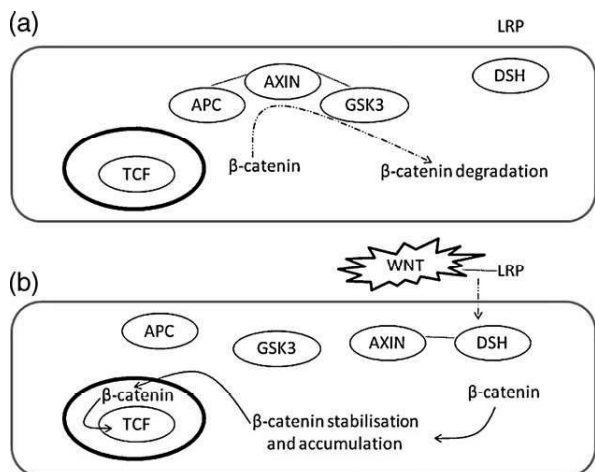 (a)
LRP
AXIN
DSH
APC
GSK3
TCF
β-catenin
β-catenin degradation
(b)
WNT
LRP
APC
GSK3
AXIN
DSH
β-catenin
β-catenin
TCF
β-catenin stabilisation
and accumulation